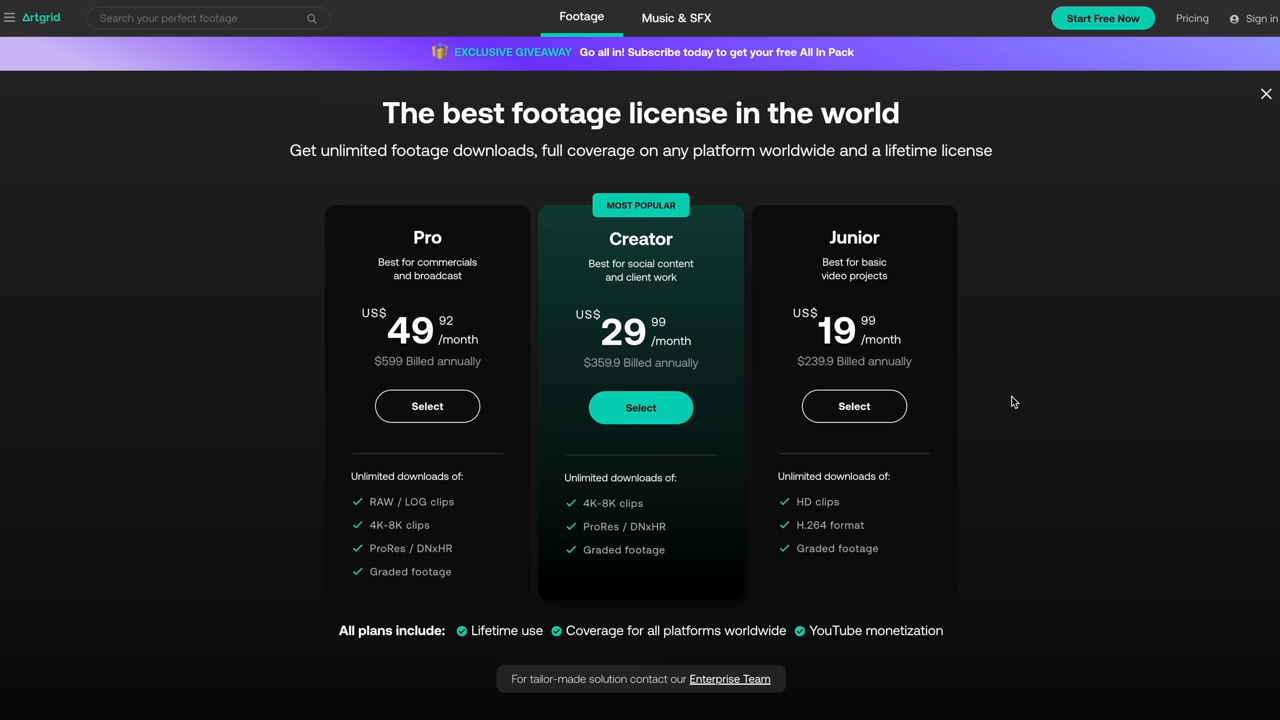 Artgrid
Search your perfect footage
Footage
Music & SFX
Start Free Now
Pricing
Sign in
EXCLUSIVE GIVEAWAY Go all in! Subscribe today to get your free All In Pack
The best footage license in the world
Get unlimited footage downloads, full coverage on any platform worldwide and a lifetime license
Pro
Best for commercials
and broadcast
US$ 49 92 /month
$599 Billed annually
Select
Unlimited downloads of:
RAW / LOG clips
4K-8K clips
ProRes / DNxHR
Graded footage
MOST POPULAR
Creator
Best for social content
and client work
US$ 29 99 /month
$359.9 Billed annually
Select
Unlimited downloads of:
4K-8K clips
ProRes / DNxHR
Graded footage
Junior
Best for basic
video projects
US$ 19 99 /month
$239.9 Billed annually
Select
Unlimited downloads of:
HD clips
H.264 format
Graded footage
All plans include: Lifetime use Coverage for all platforms worldwide YouTube monetization
For tailor-made solution contact our Enterprise Team